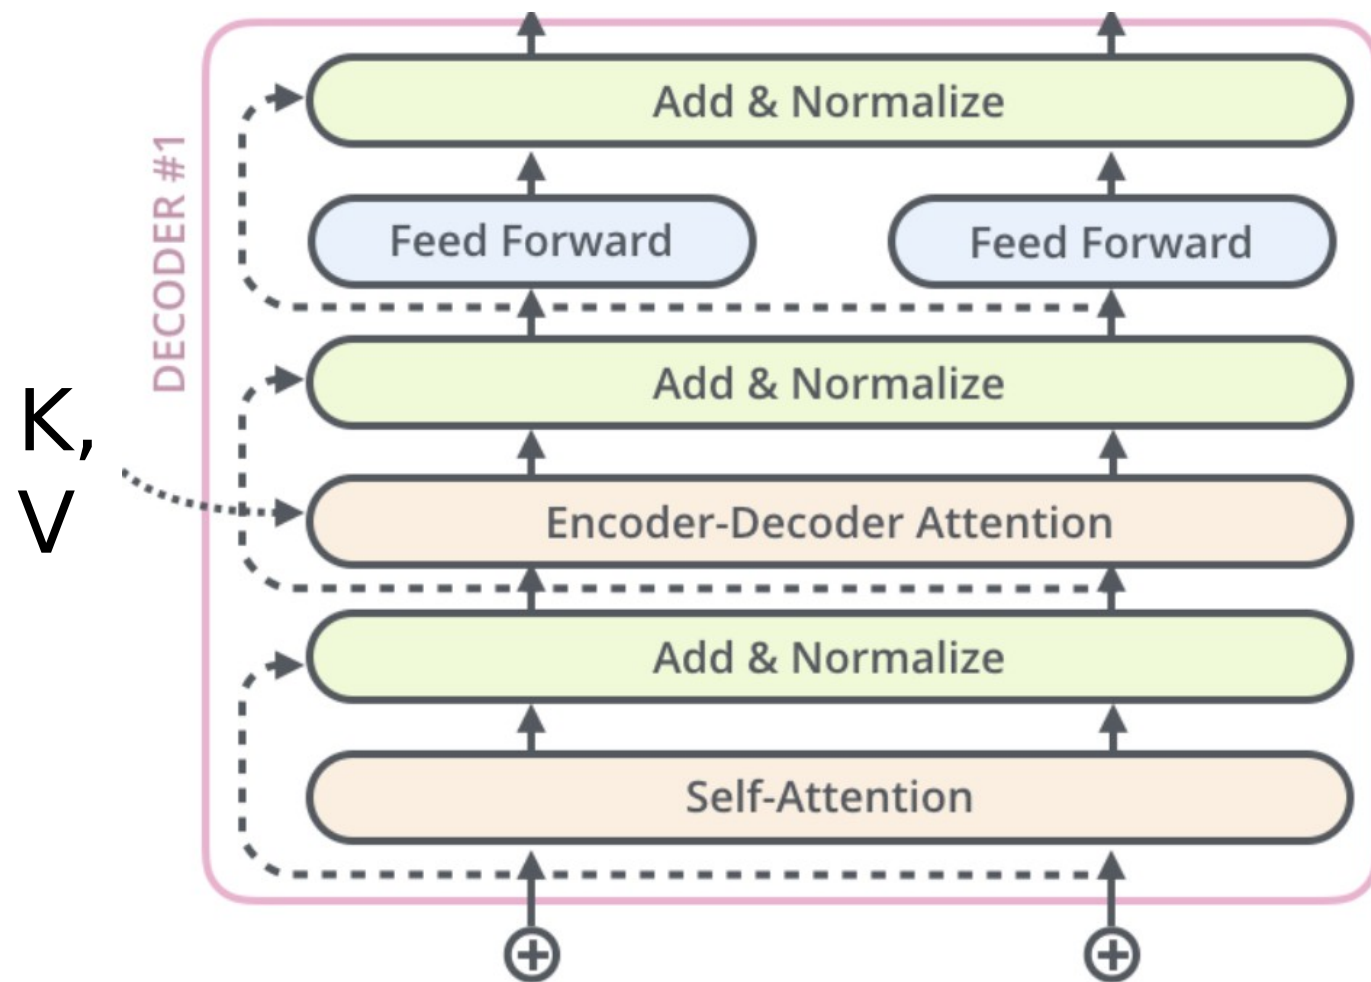 Add & Normalize
DECODER #1
Feed Forward
Feed Forward
Add & Normalize
K,
V
Encoder-Decoder Attention
Add & Normalize
Self-Attention